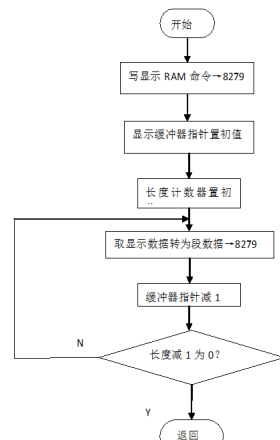 开始
写显示 RAM 命令→8279
显示缓冲器指针置初值
长度计数器置初
取显示数据转为段数据→8279
缓冲器指针减 1
N
长度减 1 为 0?
Y
返回